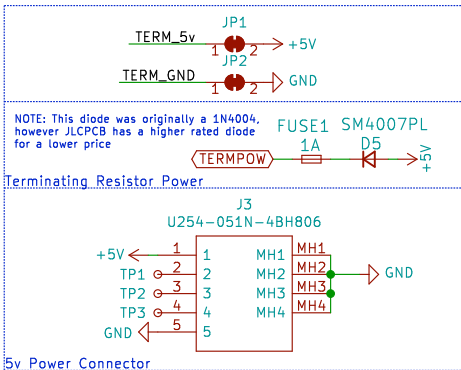 JP1
TERM_5v
1 2
+5V
JP2
TERM_GND
1 2
GND
NOTE: This diode was originally a 1N4004,
however JLCPCB has a higher rated diode
for a lower price
FUSE1
SM4007PL
1A
D5
TERMPOW
+5V
Terminating Resistor Power
J3
U254-051N-4BH806
+5V 1 1 MH1 MH1
TP1 2 2 MH2 MH2 GND
TP2 3 3 MH3 MH3
TP3 4 4 MH4 MH4
GND 5 5
5v Power Connector